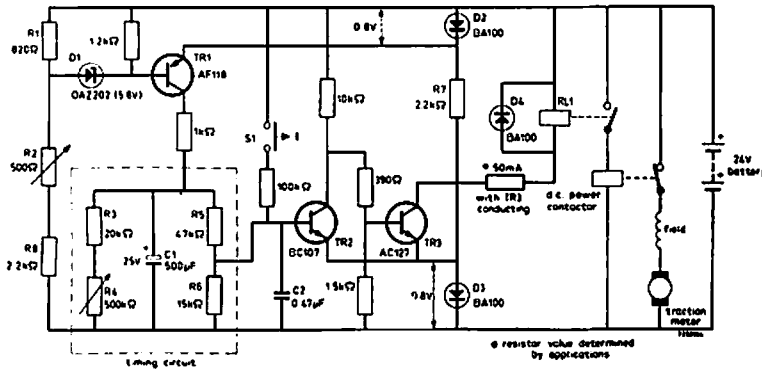 R1
820Ω
1.2kΩ
D1
OAZ202 (5.6V)
TR1
AF118
1kΩ
R2
500Ω
R3
20kΩ
R4
500kΩ
25V
C1
500μF
R5
47kΩ
R6
15kΩ
R8
2.2kΩ
timing circuit
S1
100kΩ
C2
0.47μF
10kΩ
BC107
TR2
390Ω
1.5kΩ
AC127
TR3
0.8V
D2
BA100
R7
2.2kΩ
0.8V
D3
BA100
D4
BA100
RL1
* 50mA
with TR3
conducting
d.c. power
contactor
field
traction
motor
24V
battery
resistor value determined
by applications